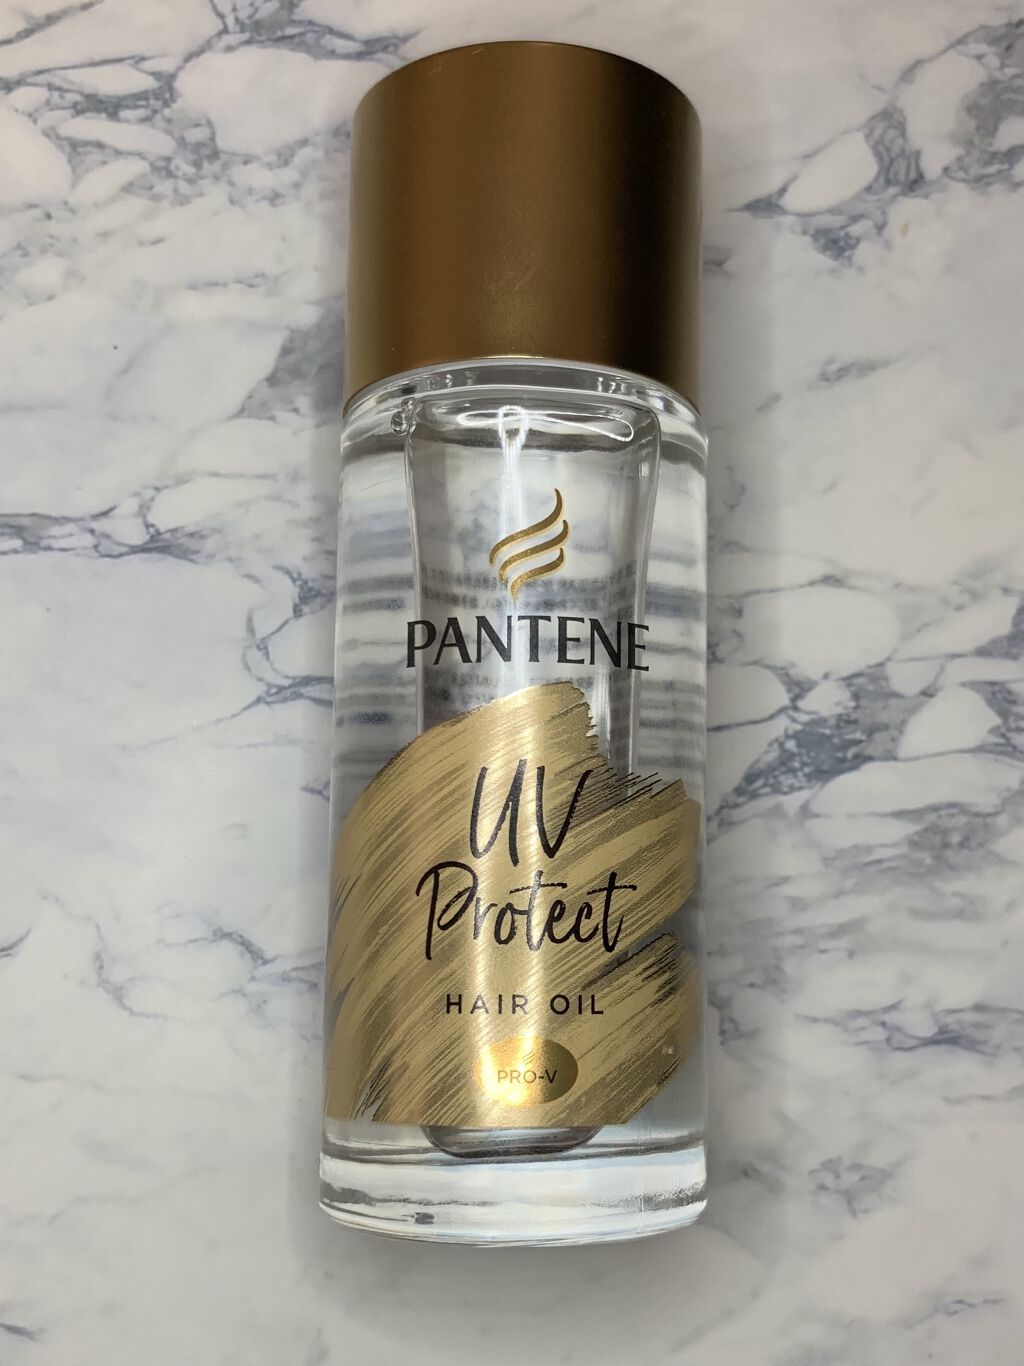 PANTENE
UV
Protect
HAIR OIL
PRO-V